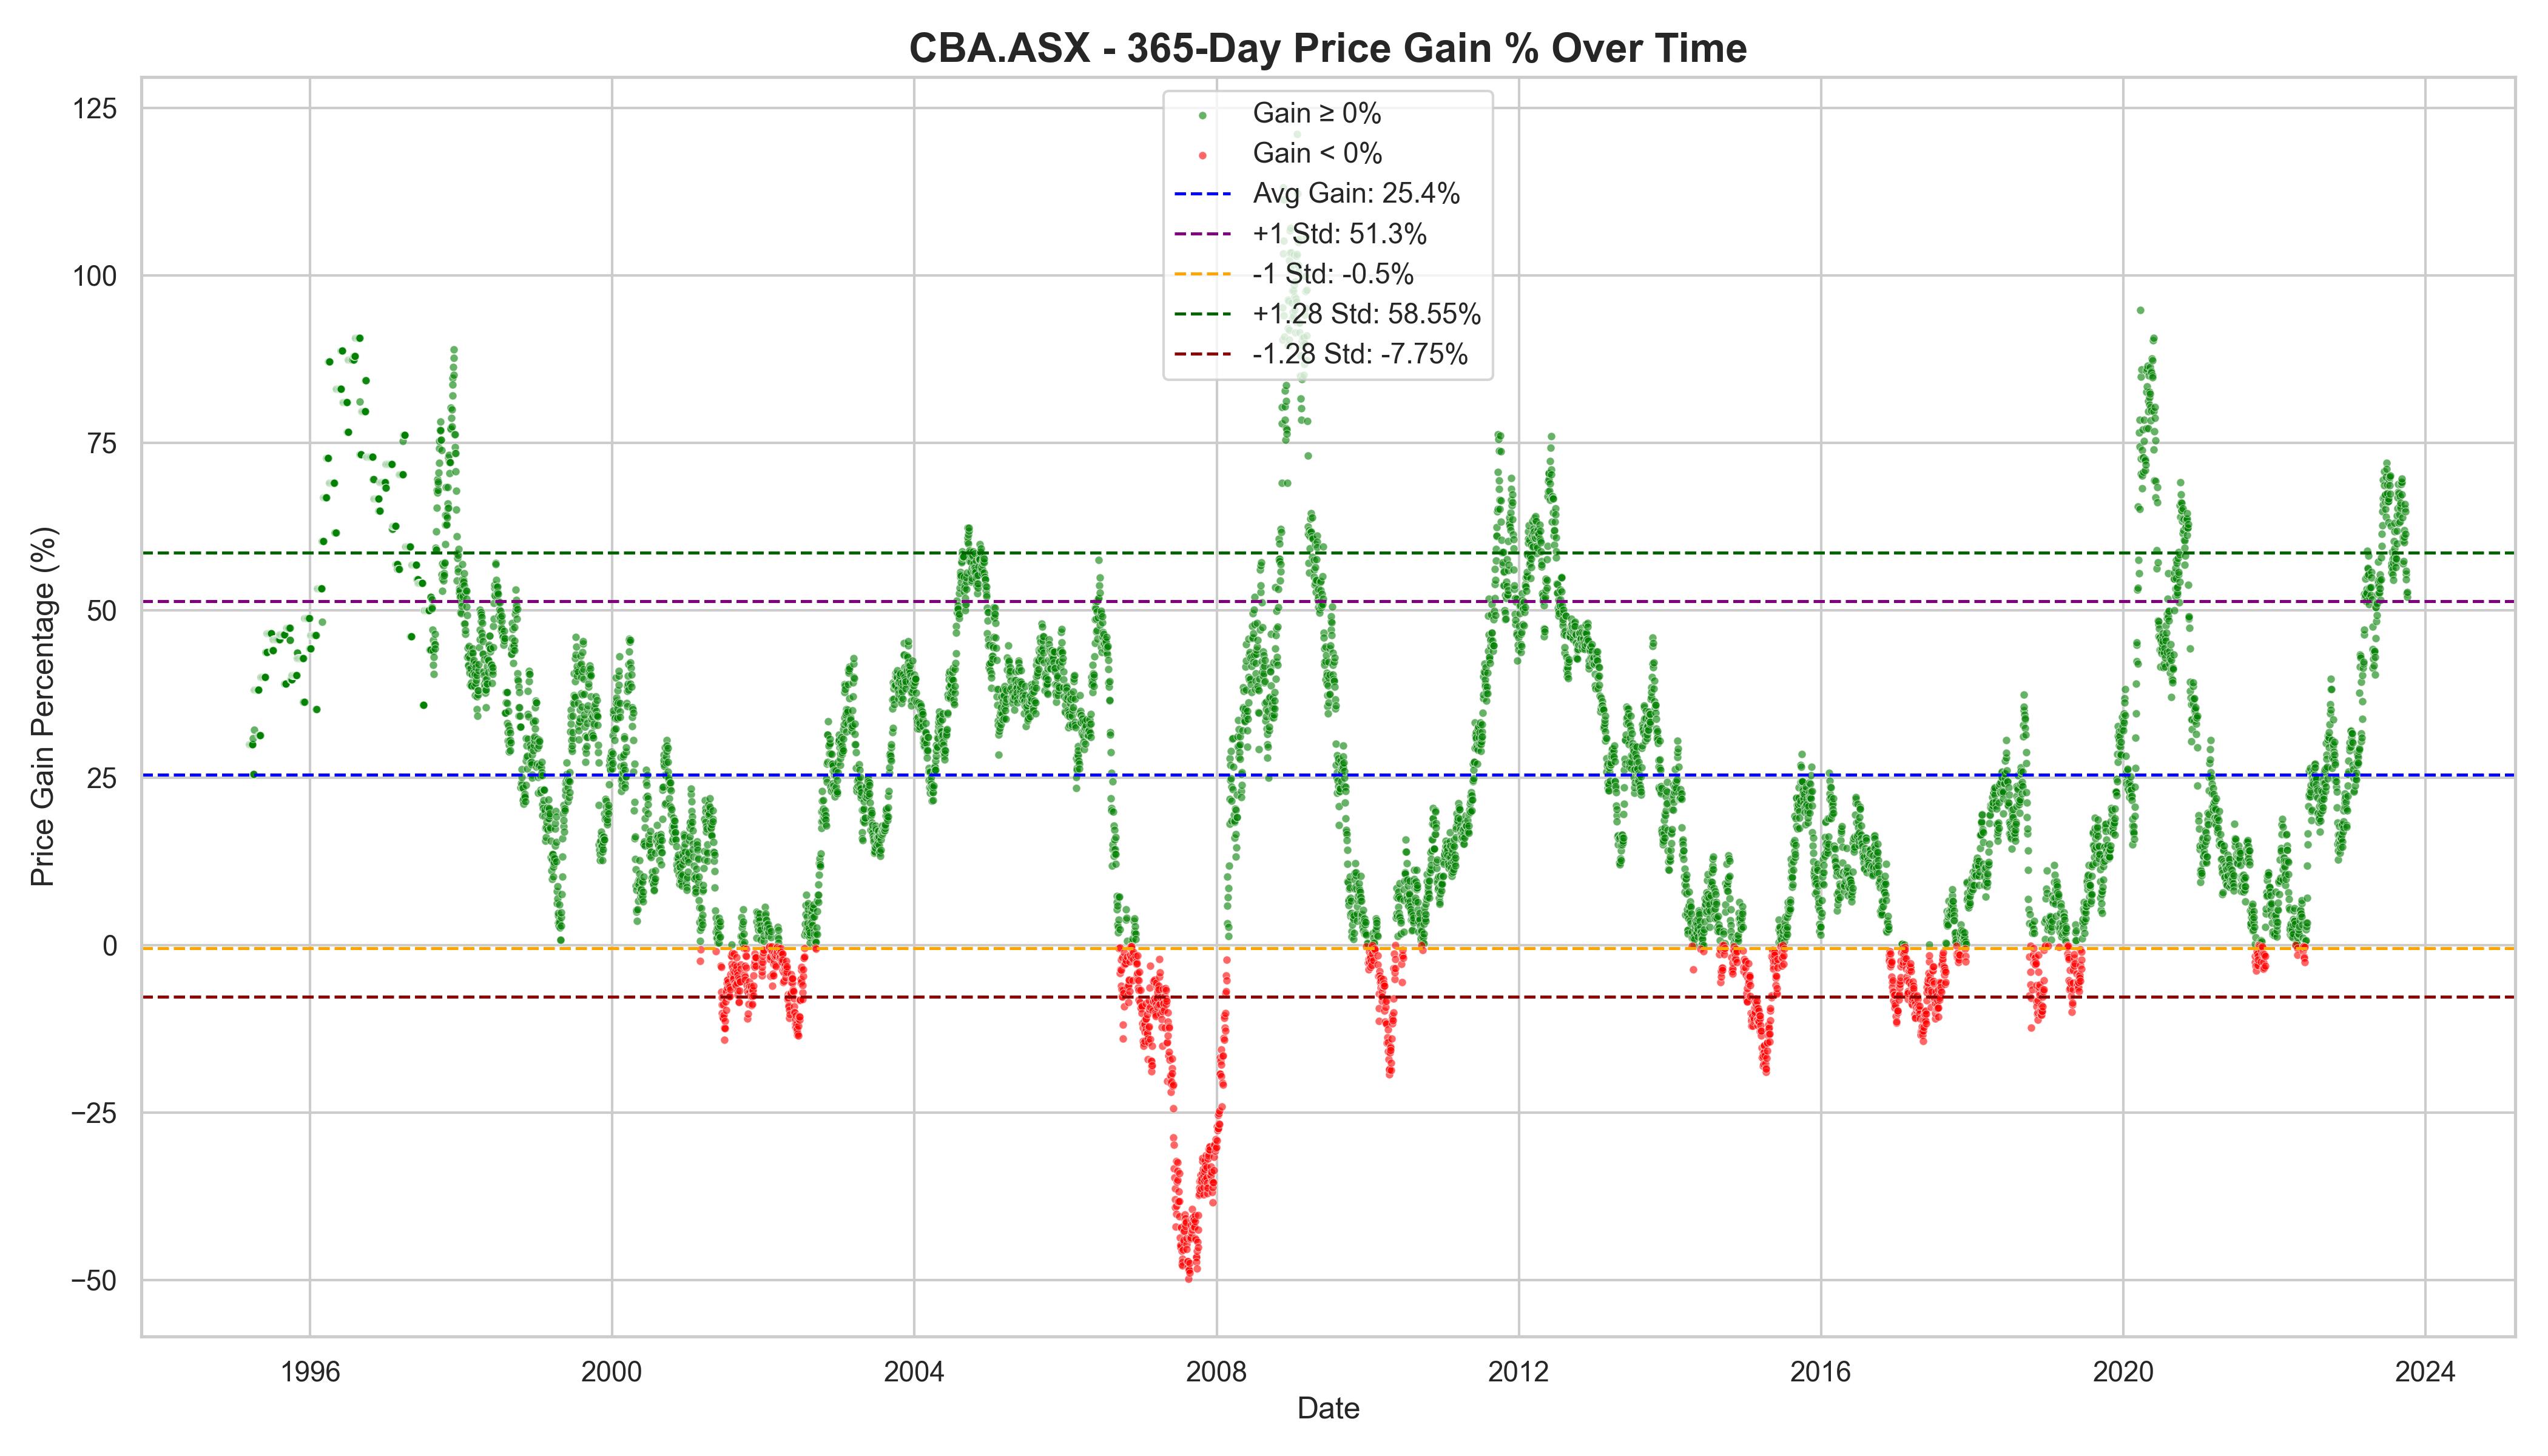 CBA.ASX - 365-Day Price Gain % Over Time
Gain ≥ 0%
Gain < 0%
Avg Gain: 25.4%
+1 Std: 51.3%
-1 Std: -0.5%
+1.28 Std: 58.55%
-1.28 Std: -7.75%
Price Gain Percentage (%)
125
100
75
50
25
0
−25
−50
1996 2000 2004 2008 2012 2016 2020 2024
Date